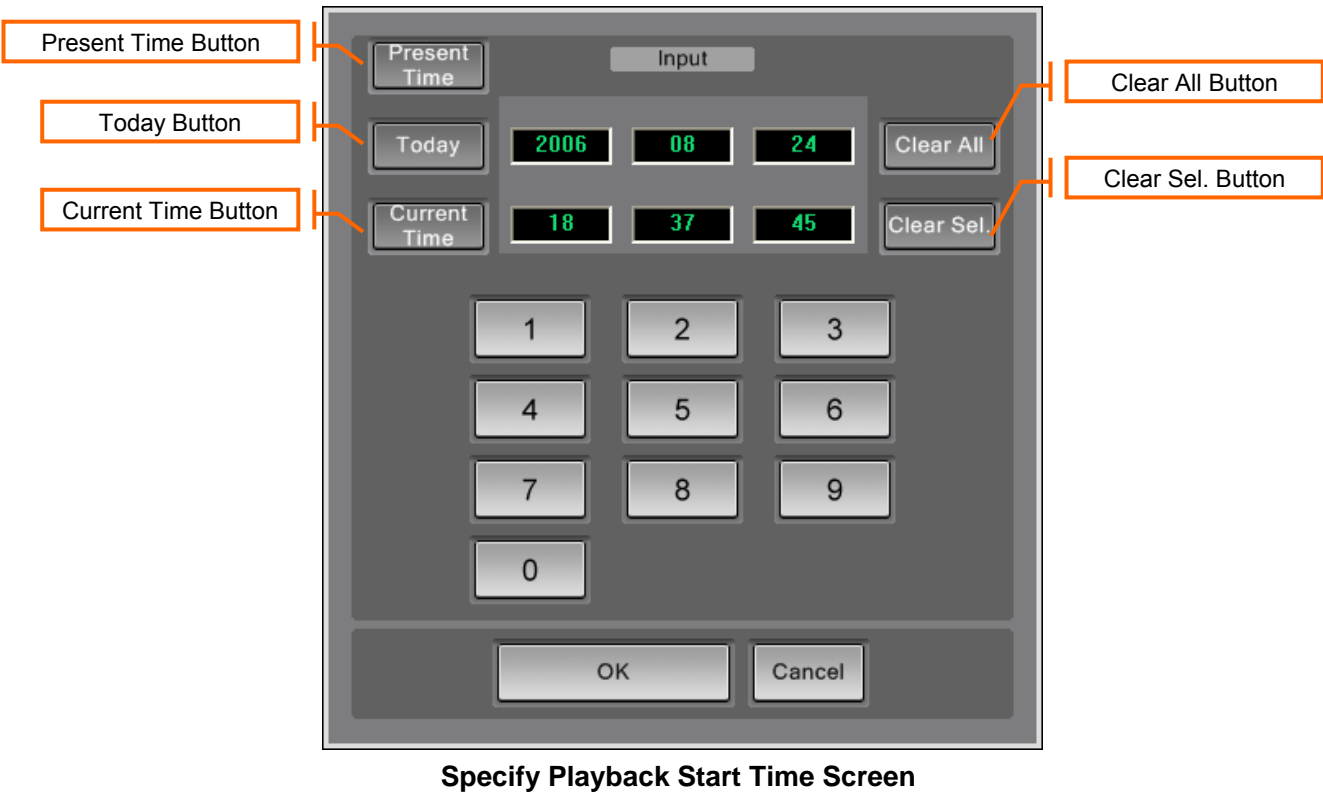 Present Time Button
Present
Time
Input
Clear All Button
Today Button
Today
2006 08 24
Clear All
Clear Sel. Button
Current Time Button
Current
Time
18 37 45
Clear Sel.
1 2 3
4 5 6
7 8 9
0
OK Cancel
Specify Playback Start Time Screen